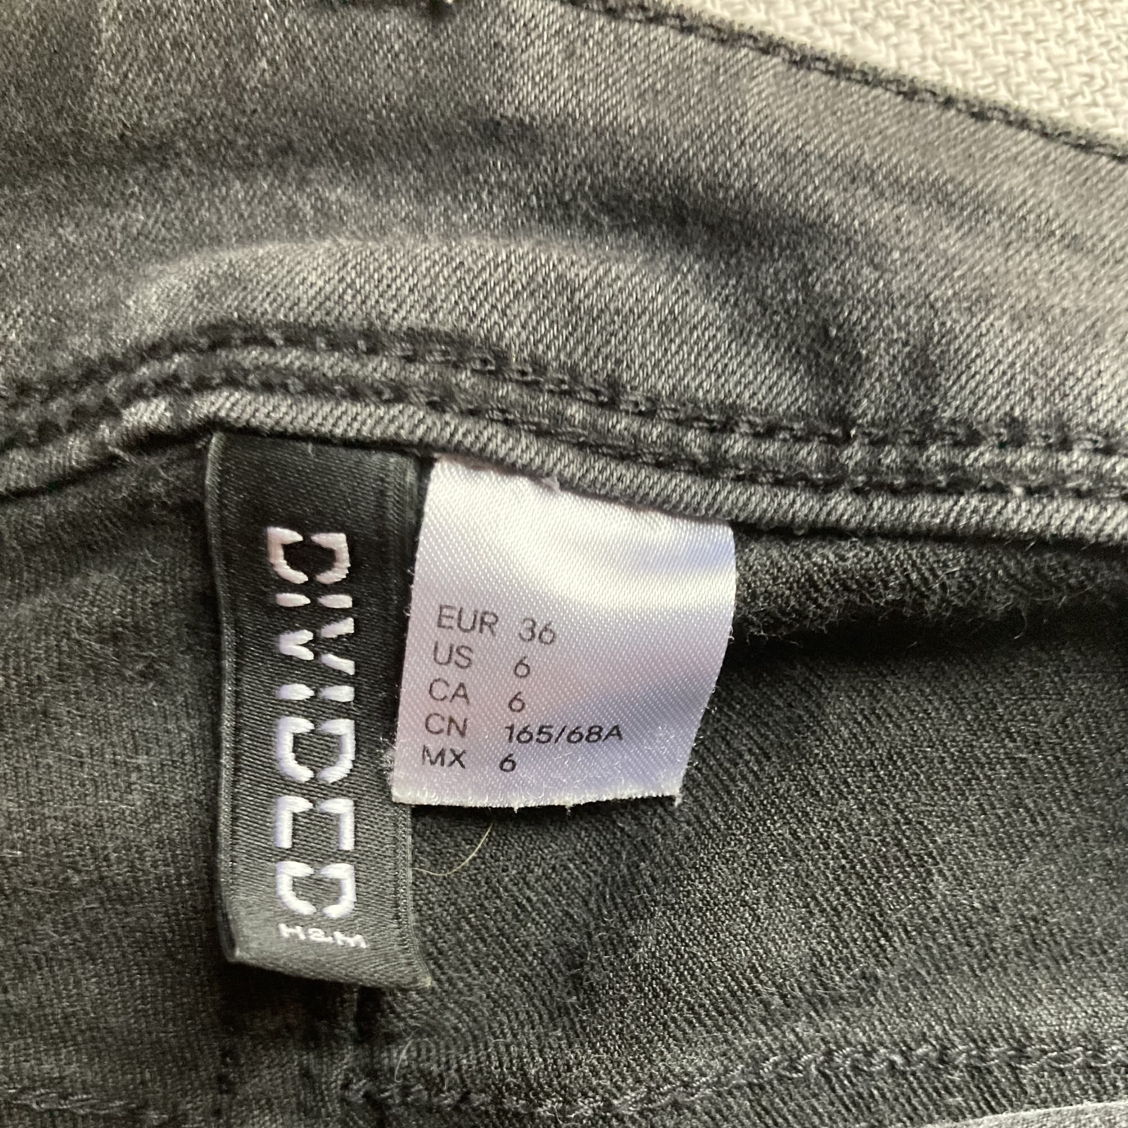 DIVIDED
H&M
EUR 36
US 6
CA 6
CN 165/68A
MX 6